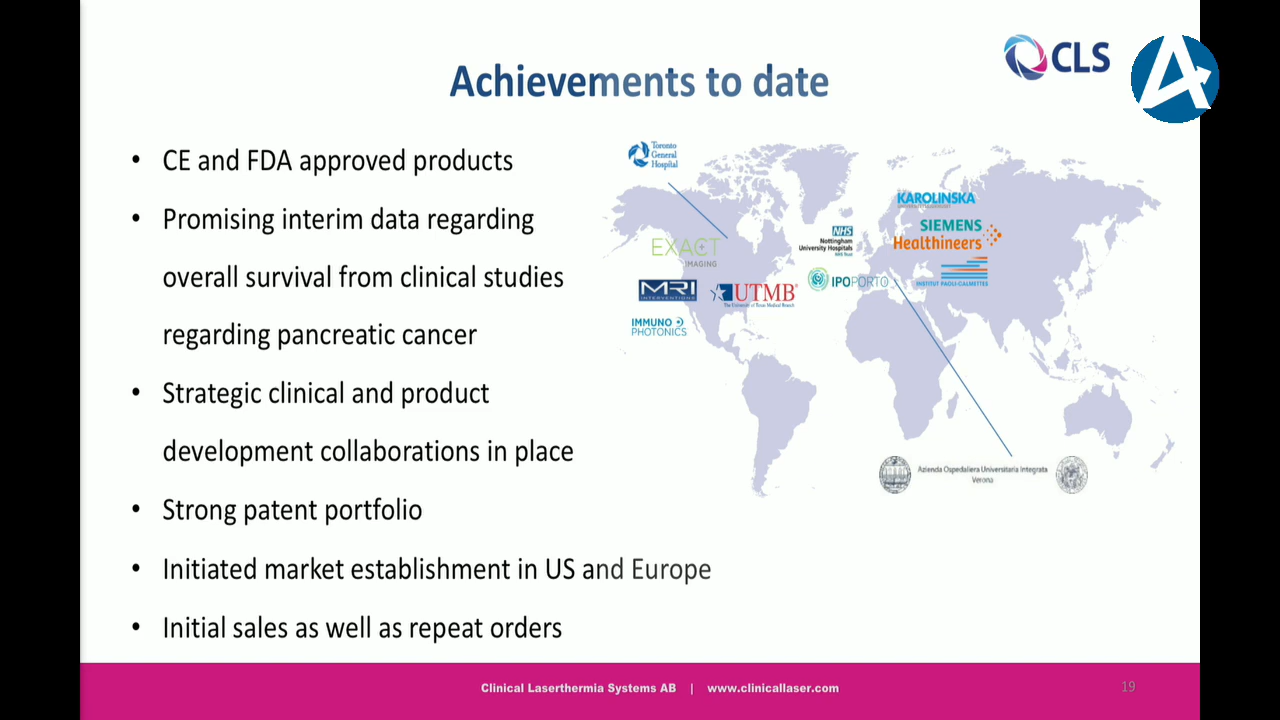 CLS
Achievements to date
• CE and FDA approved products
• Promising interim data regarding
overall survival from clinical studies
regarding pancreatic cancer
• Strategic clinical and product
development collaborations in place
• Strong patent portfolio
• Initiated market establishment in US and Europe
• Initial sales as well as repeat orders
Toronto
General
Hospital
KAROLINSKA
SIEMENS
Healthineers
NHS
Nottingham
University Hospitals
NHS Trust
EXACT
IMAGING
MRI
INTERVENTIONS
UTMB
The University of Texas Medical Branch
IPOPORTO
INSTITUT PAOLI-CALMETTES
IMMUNO
PHOTONICS
Azienda Ospedaliera Universitaria Integrata
Verona
Clinical Laserthermia Systems AB | www.clinicallaser.com
19